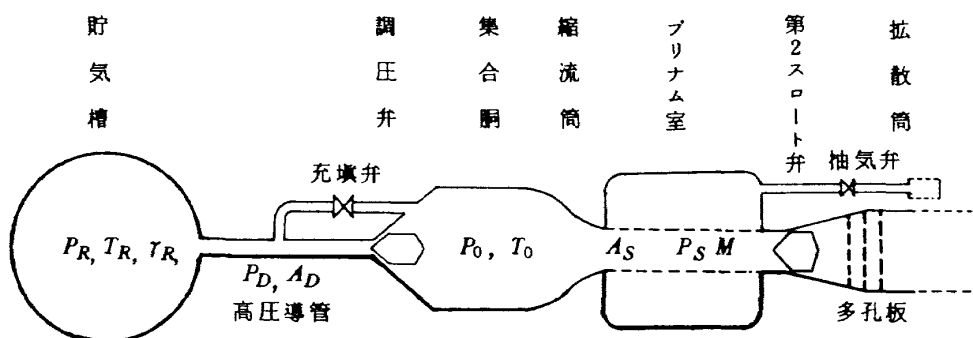 貯気槽
調圧弁
集合胴
縮流筒
プリナム室
第2スロート弁
拡散筒
充塡弁
抽気弁
P_R, T_R, γ_R,
P_D, A_D
高圧導管
P_0, T_0
A_S
P_S M
多孔板